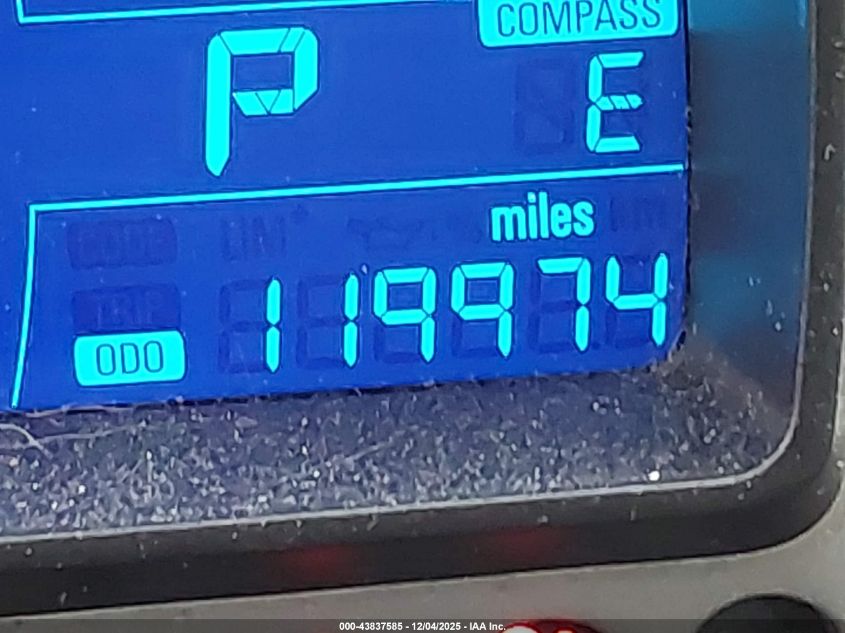 COMPASS
P E
miles
ODO 119974
000-43837585 - 12/04/2025 - IAA Inc.